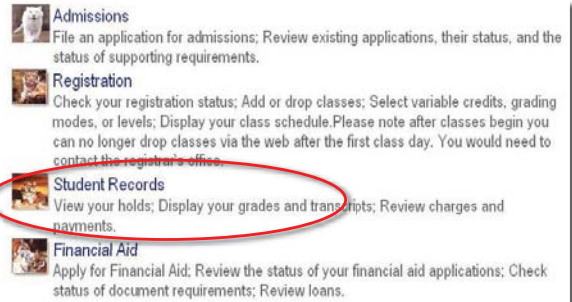 Admissions
File an application for admissions; Review existing applications, their status, and the
status of supporting requirements.
Registration
Check your registration status; Add or drop classes; Select variable credits, grading
modes, or levels; Display your class schedule.Please note after classes begin you
can no longer drop classes via the web after the first class day. You would need to
contact the registrar's office.
Student Records
View your holds; Display your grades and transcripts; Review charges and
payments.
Financial Aid
Apply for Financial Aid; Review the status of your financial aid applications; Check
status of document requirements; Review loans.